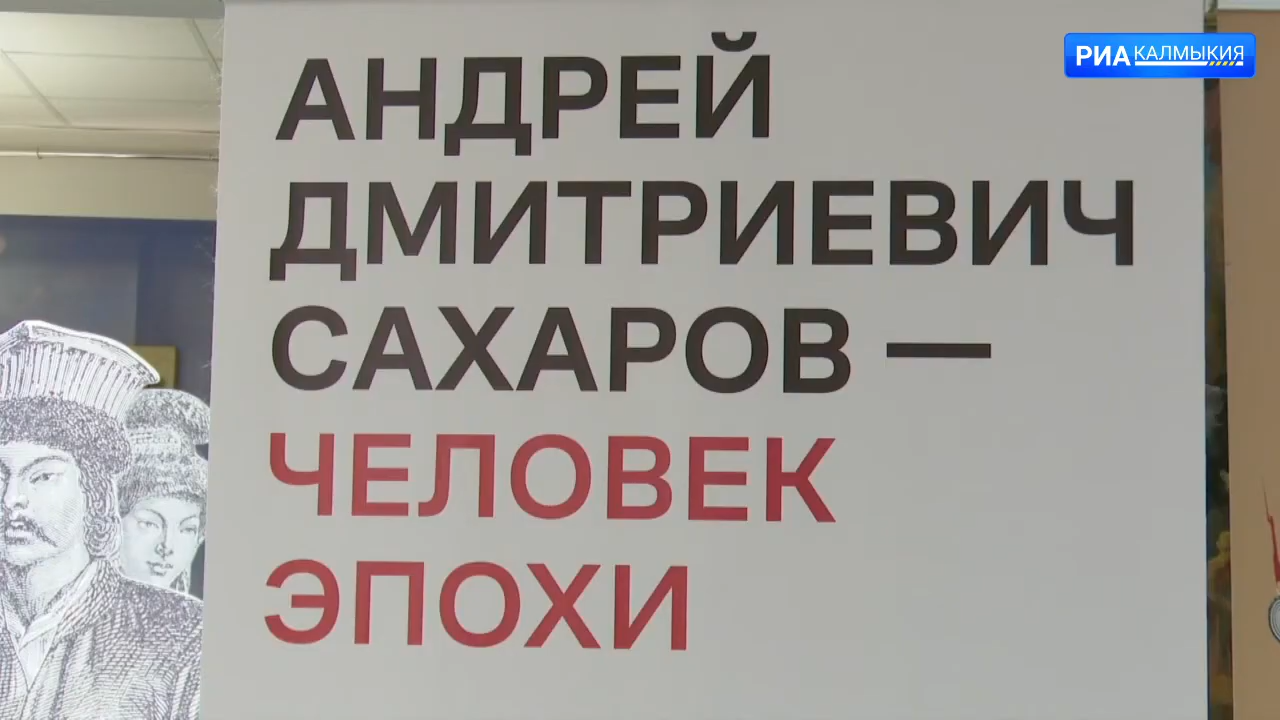 РИА КАЛМЫКИЯ
АНДРЕЙ
ДМИТРИЕВИЧ
САХАРОВ —
ЧЕЛОВЕК
ЭПОХИ